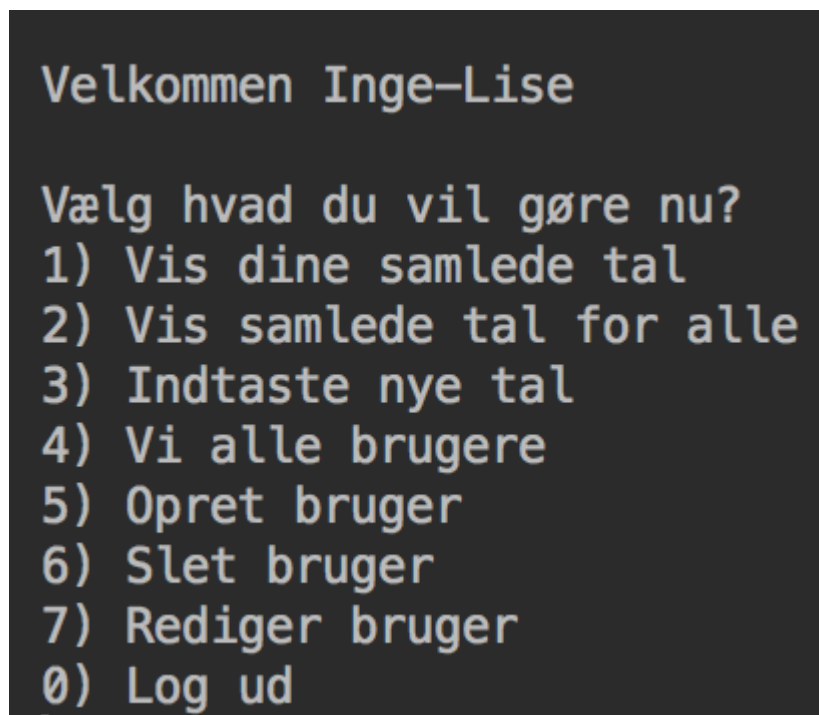 Velkommen Inge-Lise
Vælg hvad du vil gøre nu?
1) Vis dine samlede tal
2) Vis samlede tal for alle
3) Indtaste nye tal
4) Vi alle brugere
5) Opret bruger
6) Slet bruger
7) Rediger bruger
0) Log ud